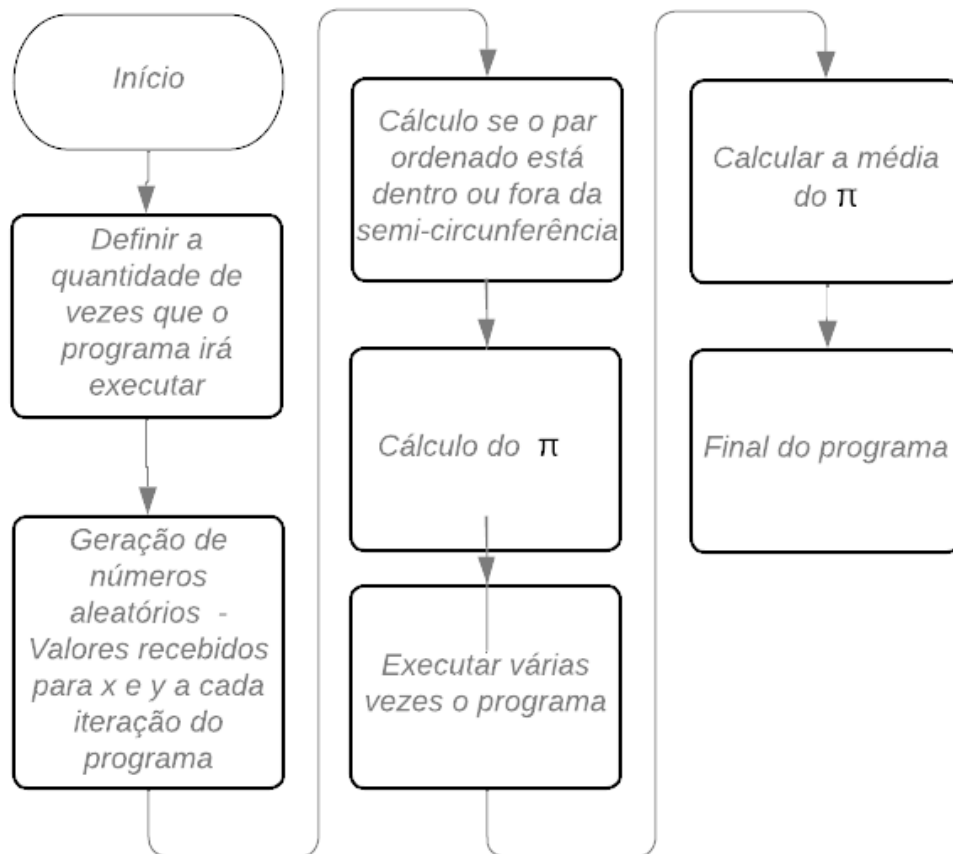 Início
Definir a
quantidade de
vezes que o
programa irá
executar
Geração de
números
aleatórios -
Valores recebidos
para x e y a cada
iteração do
programa
Cálculo se o par
ordenado está
dentro ou fora da
semi-circunferência
Cálculo do π
Executar várias
vezes o programa
Calcular a média
do π
Final do programa